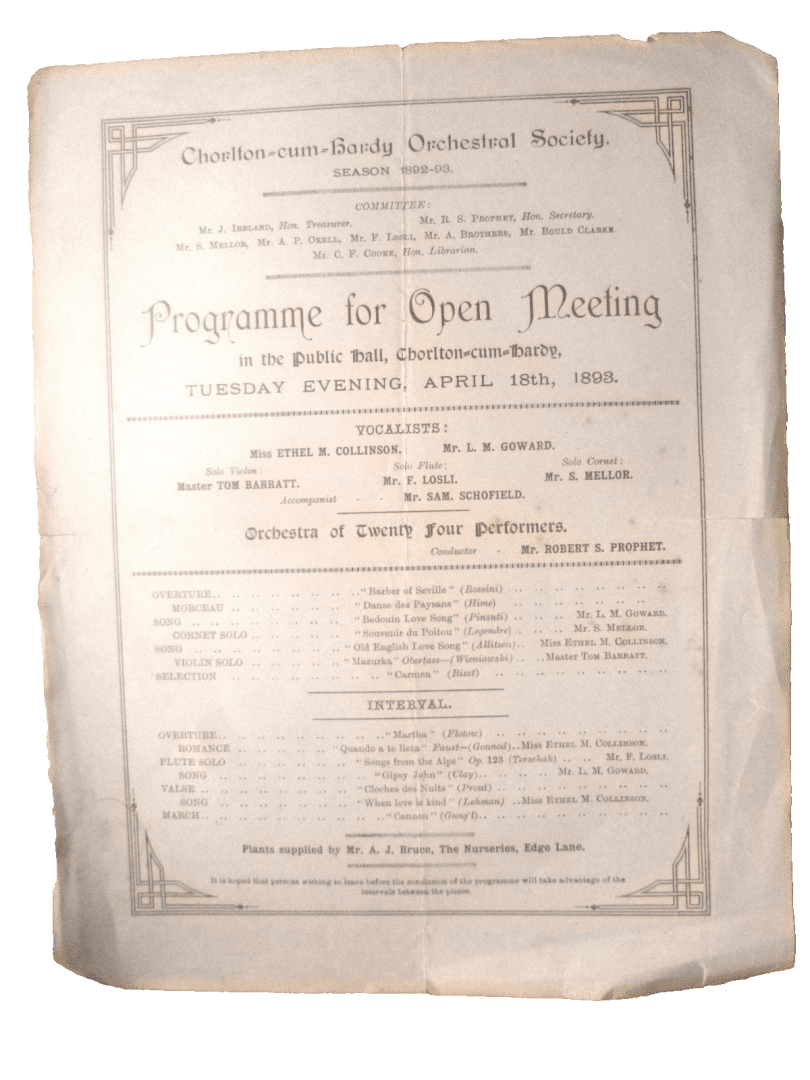 Chorlton-cum-Hardy Orchestral Society.
SEASON 1892-93.
COMMITTEE:
Mr. J. IRELAND, Hon. Treasurer. Mr. R. S. PROPHET, Hon. Secretary.
Mr. S. MELLOR, Mr. A. P. OKELL, Mr. F. LOSLI, Mr. A. BROTHERS, Mr. BOULD CLARKE.
Mr. C. F. COOKE, Hon. Librarian.
Programme for Open Meeting
in the Public Hall, Chorlton-cum-Hardy,
TUESDAY EVENING, APRIL 18th, 1893.
VOCALISTS:
Miss ETHEL M. COLLINSON. Mr. L. M. GOWARD.
Solo Violin: Solo Flute: Solo Cornet:
Master TOM BARRATT. Mr. F. LOSLI. Mr. S. MELLOR.
Accompanist - - Mr. SAM. SCHOFIELD.
Orchestra of Twenty Four Performers.
Conductor - Mr. ROBERT S. PROPHET.
OVERTURE.. .. .. .. .. .. .. .."Barber of Seville" (Rossini) .. .. .. .. .. .. .. ..
MORCEAU .. .. .. .. .. .. "Danse des Paysans" (Hime) .. .. .. .. .. .. ..
SONG .. .. .. .. .. .. .. .. "Bedouin Love Song" (Pinsuti) .. .. .. Mr. L. M. GOWARD.
CORNET SOLO .. .. .. .. .. "Souvenir du Poitou" (Legendre) .. .. .. Mr. S. MELLOR.
SONG .. .. .. .. .. .. .. .. "Old English Love Song" (Allitsen).. Miss ETHEL M. COLLINSON.
VIOLIN SOLO .. .. .. .. .. "Mazurka" Obertass—(Wieniawski) .. ..Master TOM BARRATT.
SELECTION .. .. .. .. .. .. .. .. "Carmen" (Bizet) .. .. .. .. .. .. .. ..
INTERVAL.
OVERTURE.. .. .. .. .. .. .. .. .."Martha" (Flotow) .. .. .. .. .. .. .. ..
ROMANCE .. .. .. .. .. "Quando a te lieta" Faust—(Gounod)..Miss ETHEL M. COLLINSON.
FLUTE SOLO .. .. .. .. .. .. "Songs from the Alps" Op. 123 (Terschak) .. .. Mr. F. LOSLI.
SONG .. .. .. .. .. .. .. "Gipsy John" (Clay).. .. .. .. Mr. L. M. GOWARD.
VALSE .. .. .. .. .. .. .. .. "Cloches des Nuits" (Prout) .. .. .. .. .. .. ..
SONG .. .. .. .. .. .. .. "When love is kind" (Lehman) ..Miss ETHEL M. COLLINSON.
MARCH.. .. .. .. .. .. .. .. .."Cannon" (Gung'l).. .. .. .. .. .. .. ..
Plants supplied by Mr. A. J. Bruce, The Nurseries, Edge Lane.
It is hoped that persons wishing to leave before the conclusion of the programme will take advantage of the
intervals between the pieces.